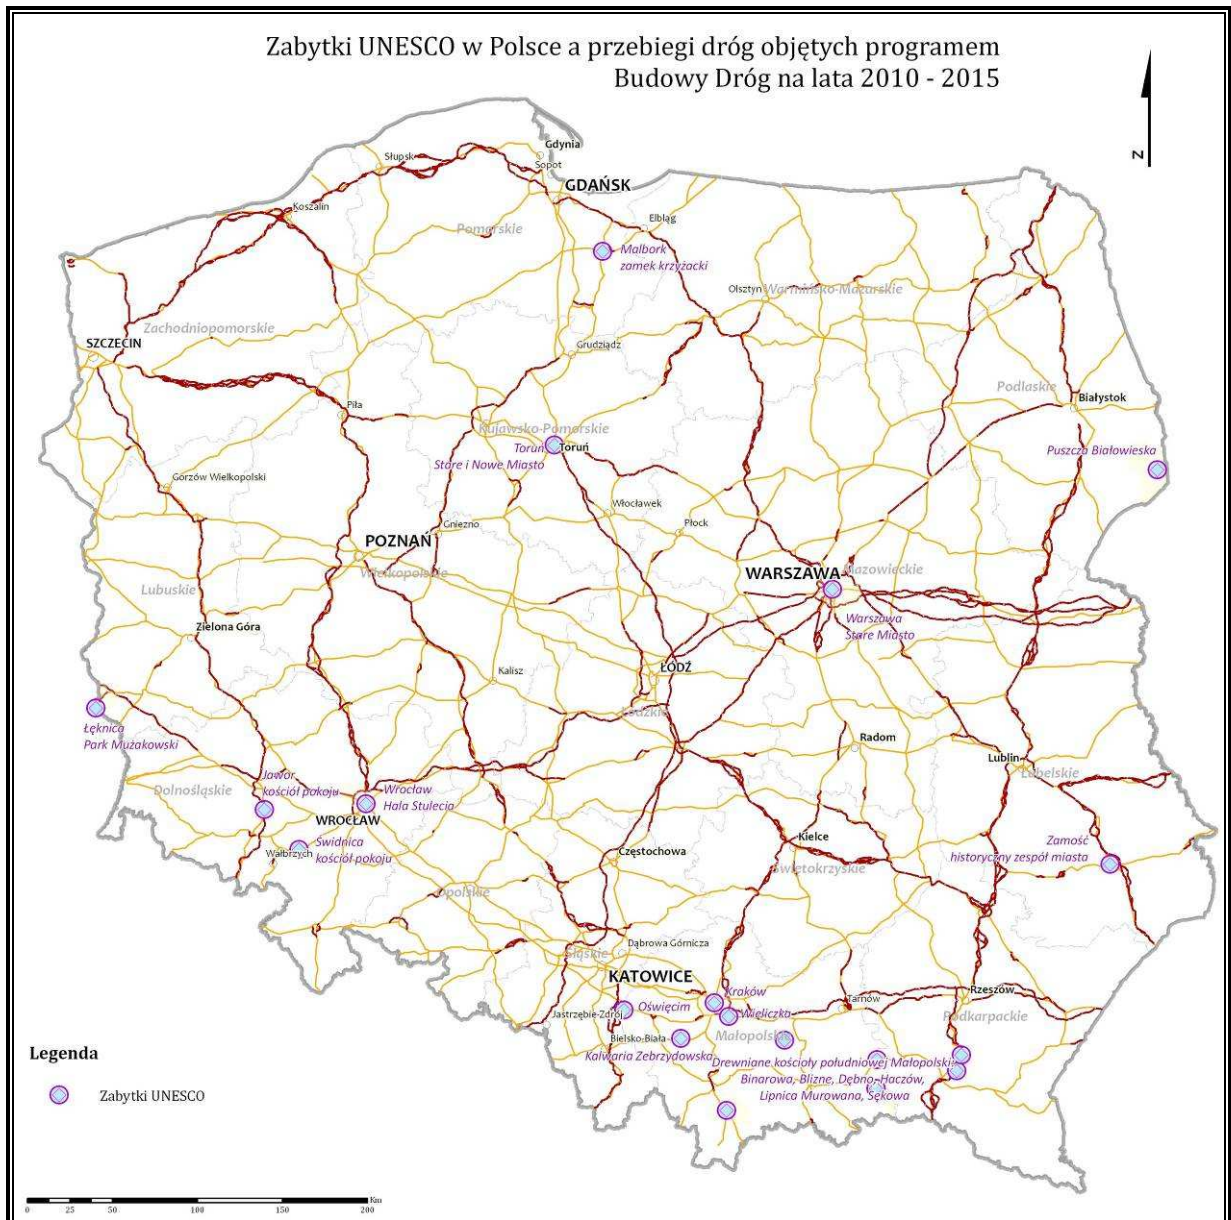 Zabytki UNESCO w Polsce a przebiegi dróg objętych programem
Budowy Dróg na lata 2010 - 2015
N
Gdynia
Słupsk
Sopot
GDAŃSK
Koszalin
Elbląg
Pomorskie
Malbork
zamek krzyżacki
Olsztyn
Warmińsko-Mazurskie
Zachodniopomorskie
SZCZECIN
Grudziądz
Podlaskie
Białystok
Piła
Kujawsko-Pomorskie
Toruń
Stare i Nowe Miasto
Toruń
Puszcza Białowieska
Gorzów Wielkopolski
Włocławek
Płock
Gniezno
POZNAŃ
Wielkopolskie
WARSZAWA
Mazowieckie
Lubuskie
Warszawa
Stare Miasto
Zielona Góra
Kalisz
ŁÓDŹ
Łódzkie
Łęknica
Park Mużakowski
Radom
Lublin
Lubelskie
Jawor
kościół pokoju
Dolnośląskie
Wrocław
Hala Stulecia
WROCŁAW
Świdnica
kościół pokoju
Wałbrzych
Kielce
Zamość
historyczny zespół miasta
Częstochowa
Świętokrzyskie
Opolskie
Dąbrowa Górnicza
Śląskie
KATOWICE
Kraków
Rzeszów
Tarnów
Oświęcim
Wieliczka
Jastrzębie-Zdrój
Podkarpackie
Bielsko-Biała
Małopolskie
Kalwaria Zebrzydowska
Drewniane kościoły południowej Małopolski
Binarowa, Blizne, Dębno, Haczów,
Lipnica Murowana, Sękowa
Legenda
Zabytki UNESCO
Km
0 25 50 100 150 200